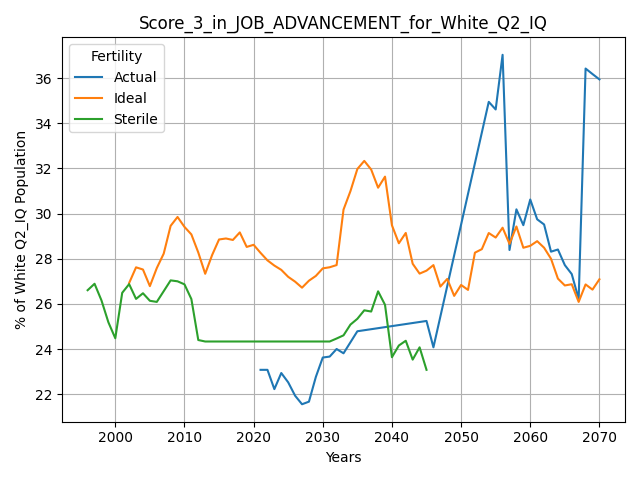 Score_3_in_JOB_ADVANCEMENT_for_White_Q2_IQ
Fertility
Actual
Ideal
Sterile
% of White Q2_IQ Population
36
34
32
30
28
26
24
22
2000
2010
2020
2030
2040
2050
2060
2070
Years